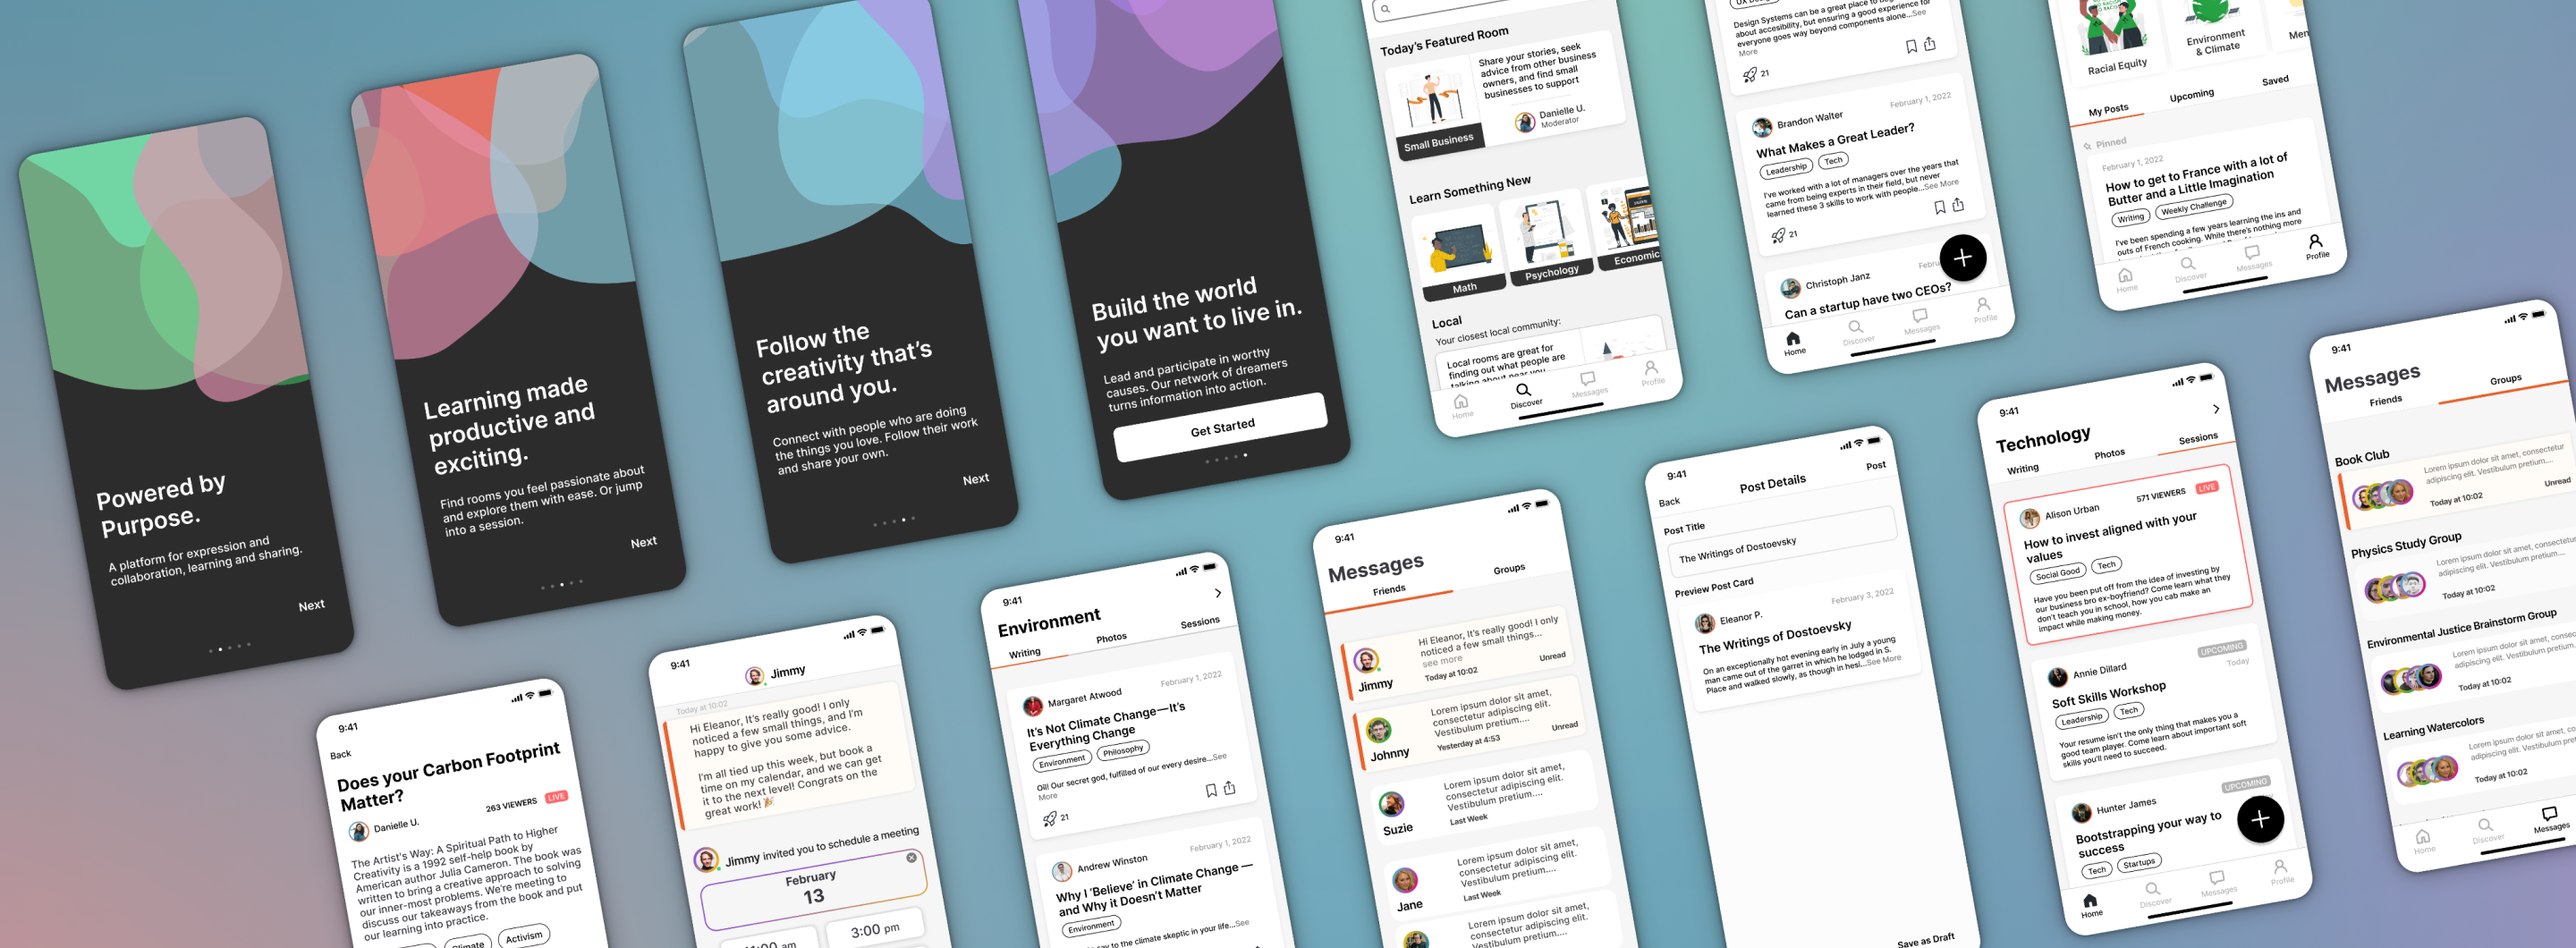 Powered by
Purpose.
A platform for expression and
collaboration, learning and sharing.
Next
Learning made
productive and
exciting.
Find rooms you feel passionate about
and explore them with ease. Or jump
into a session.
Next
Follow the
creativity that's
around you.
Connect with people who are doing
the things you love. Follow their work
and share your own.
Next
Build the world
you want to live in.
Lead and participate in worthy
causes. Our network of dreamers
turns information into action.
Get Started
Today's Featured Room
Share your stories, seek
advice from other business
owners, and find small
businesses to support
Danielle U.
Moderator
Small Business
Learn Something New
Math
Psychology
Economic
Local
Your closest local community:
Local rooms are great for
finding out what people are
talking about near you
Home
Discover
Messages
Profile
Design Systems can be a great place to
about accesibility, but ensuring a good experience for
everyone goes way beyond components alone...See
More
21
Brandon Walter
February 1, 2022
What Makes a Great Leader?
Leadership
Tech
I've worked with a lot of managers over the years that
came from being experts in their field, but never
learned these 3 skills to work with people...See More
21
Christoph Janz
Febru
Can a startup have two CEOs?
Home
Discover
Messages
Profile
Racial Equity
Environment
& Climate
Men
My Posts
Upcoming
Saved
Pinned
February 1, 2022
How to get to France with a lot of
Butter and a Little Imagination
Writing
Weekly Challenge
I've been spending a few years learning the ins and
outs of French cooking. While there's nothing more
Home
Discover
Messages
Profile
9:41
Back
Does your Carbon Footprint
Matter?
263 VIEWERS
LIVE
Danielle U.
The Artist's Way: A Spiritual Path to Higher
Creativity is a 1992 self-help book by
American author Julia Cameron. The book was
written to bring a creative approach to solving
our inner-most problems. We're meeting to
discuss our takeaways from the book and put
our learning into practice.
Climate
Activism
9:41
Jimmy
Today at 10:02
Hi Eleanor, It's really good! I only
noticed a few small things, and I'm
happy to give you some advice.
I'm all tied up this week, but book a
time on my calendar, and we can get
it to the next level! Congrats on the
great work! 🎉
Jimmy invited you to schedule a meeting
February
13
11:00 am
3:00 pm
9:41
Environment
Writing
Photos
Sessions
Margaret Atwood
February 1, 2022
It's Not Climate Change—It's
Everything Change
Environment
Philosophy
Oil! Our secret god, fulfilled of our every desire...See
More
21
Andrew Winston
February 1, 2022
Why I 'Believe' in Climate Change —
and Why it Doesn't Matter
Environment
say to the climate skeptic in your life...See
9:41
Messages
Friends
Groups
Hi Eleanor, It's really good! I only
noticed a few small things...
see more
Jimmy
Today at 10:02
Unread
Lorem ipsum dolor sit amet,
consectetur adipiscing elit.
Vestibulum pretium....
Johnny
Yesterday at 4:53
Unread
Lorem ipsum dolor sit amet,
consectetur adipiscing elit.
Vestibulum pretium....
Suzie
Last Week
Lorem ipsum dolor sit amet,
consectetur adipiscing elit.
Vestibulum pretium....
Jane
Last Week
Lorem ipsum dolor sit amet,
consectetur adipiscing elit.
9:41
Back
Post Details
Post
Post Title
The Writings of Dostoevsky
Preview Post Card
Eleanor P.
February 3, 2022
The Writings of Dostoevsky
On an exceptionally hot evening early in July a young
man came out of the garret in which he lodged in S.
Place and walked slowly, as though in hesi...See More
Save as Draft
9:41
Technology
Writing
Photos
Sessions
571 VIEWERS
LIVE
Alison Urban
How to invest aligned with your
values
Social Good
Tech
Have you been put off from the idea of investing by
our business bro ex-boyfriend? Come learn what they
don't teach you in school, how you cab make an
impact while making money.
UPCOMING
Annie Dillard
Today
Soft Skills Workshop
Leadership
Tech
Your resume isn't the only thing that makes you a
good team player. Come learn about important soft
skills you'll need to succeed.
UPCOMING
Hunter James
Bootstrapping your way to
success
Tech
Startups
Home
Discover
Messages
Profile
9:41
Messages
Friends
Groups
Book Club
Lorem ipsum dolor sit amet, consectetur
adipiscing elit. Vestibulum pretium....
Today at 10:02
Unread
Physics Study Group
Lorem ipsum dolor sit amet, consectetur
adipiscing elit. Vestibulum pretium....
Today at 10:02
Environmental Justice Brainstorm Group
Lorem ipsum dolor sit amet, consec
adipiscing elit. Vestibulum pretium....
Today at 10:02
Learning Watercolors
Lorem ipsum dolor sit amet, co
adipiscing elit. Vestibulum pre
Today at 10:02
Home
Discover
Messages